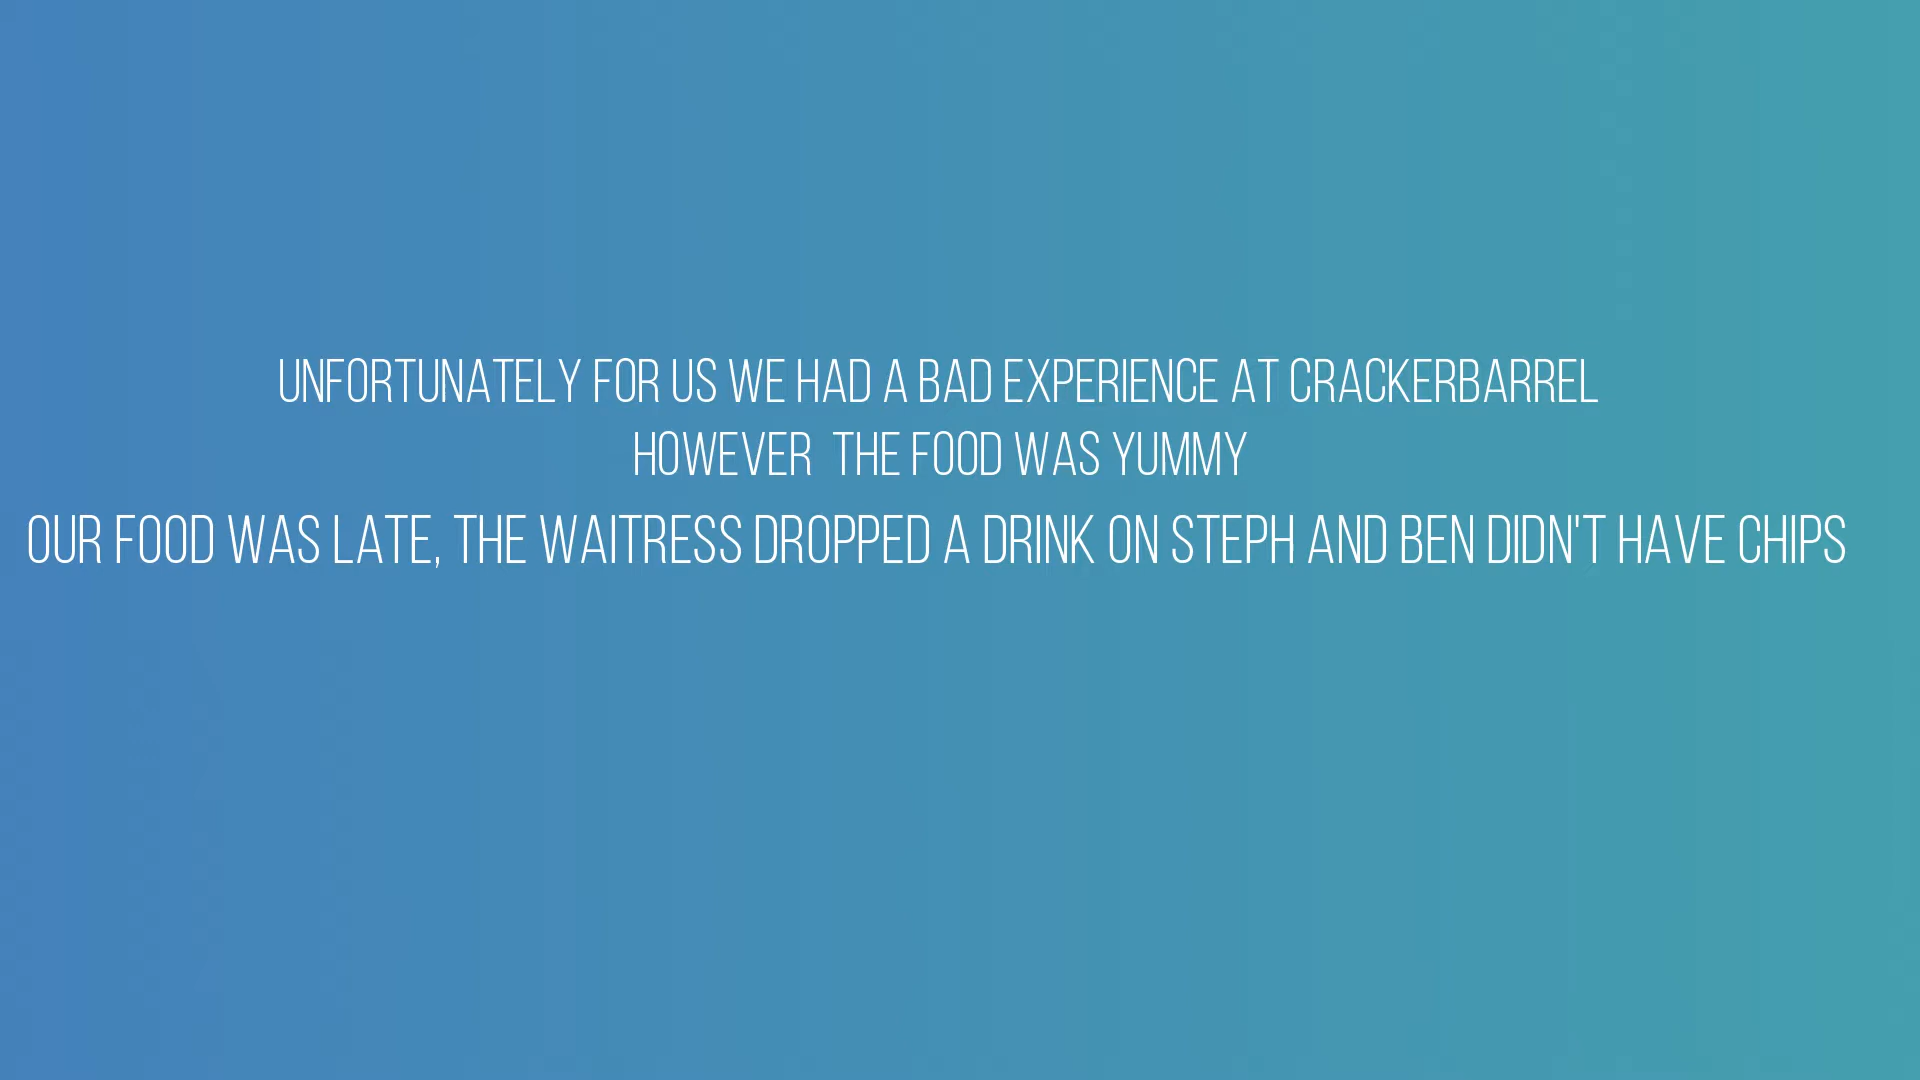 UNFORTUNATELY FOR US WE HAD A BAD EXPERIENCE AT CRACKERBARREL
HOWEVER THE FOOD WAS YUMMY
OUR FOOD WAS LATE, THE WAITRESS DROPPED A DRINK ON STEPH AND BEN DIDN'T HAVE CHIPS